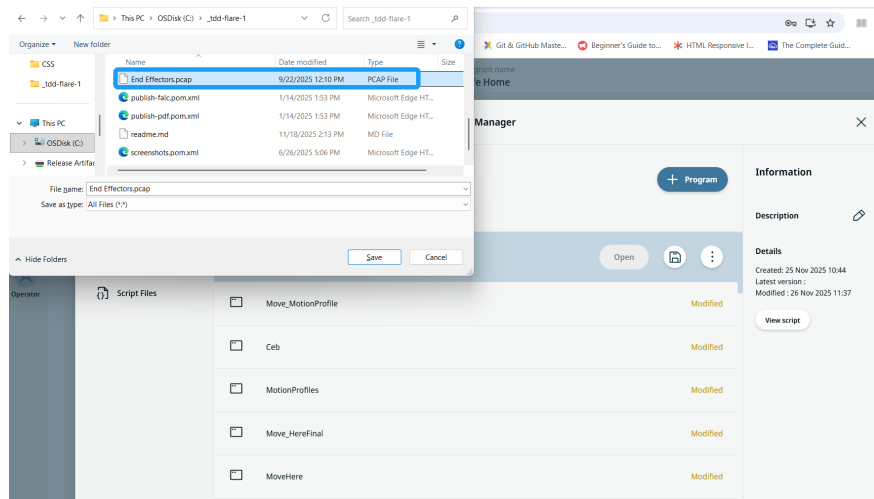 This PC > OSDisk (C:) > _tdd-flare-1
Search _tdd-flare-1
Organize
New folder
Name
Date modified
Type
Size
CSS
_tdd-flare-1
This PC
OSDisk (C:)
Release Artifac
End Effectors.pcap 9/22/2025 12:10 PM PCAP File
publish-falc.pom.xml 1/14/2025 1:53 PM Microsoft Edge HT...
publish-pdf.pom.xml 1/14/2025 1:53 PM Microsoft Edge HT...
readme.md 11/18/2025 2:13 PM MD File
screenshots.pom.xml 6/26/2025 5:06 PM Microsoft Edge HT...
File name: End Effectors.pcap
Save as type: All Files (*.*)
Hide Folders
Save
Cancel
Git & GitHub Maste...
Beginner's Guide to...
HTML Responsive I...
The Complete Guid...
gram name
e Home
Manager
+ Program
Open
Operator
Script Files
Move_MotionProfile Modified
Ceb Modified
MotionProfiles Modified
Move_HereFinal Modified
MoveHere Modified
Information
Description
Details
Created: 25 Nov 2025 10:44
Latest version :
Modified : 26 Nov 2025 11:37
View script